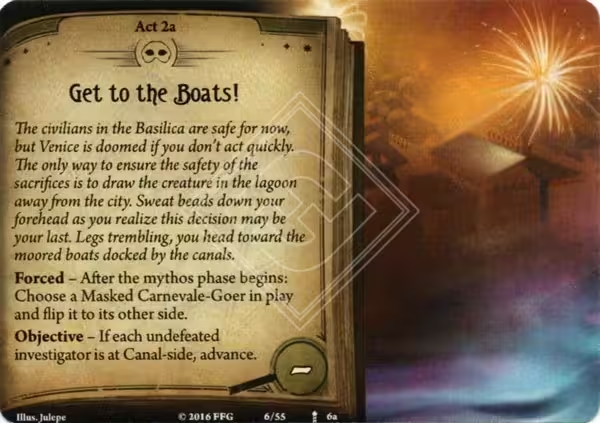 Act 2a
Get to the Boats!
The civilians in the Basilica are safe for now,
but Venice is doomed if you don't act quickly.
The only way to ensure the safety of the
sacrifices is to draw the creature in the lagoon
away from the city. Sweat beads down your
forehead as you realize this decision may be
your last. Legs trembling, you head toward the
moored boats docked by the canals.
Forced – After the mythos phase begins:
Choose a Masked Carnevale-Goer in play
and flip it to its other side.
Objective – If each undefeated
investigator is at Canal-side, advance.
–
Illus. Julepe © 2016 FFG 6/55 6a